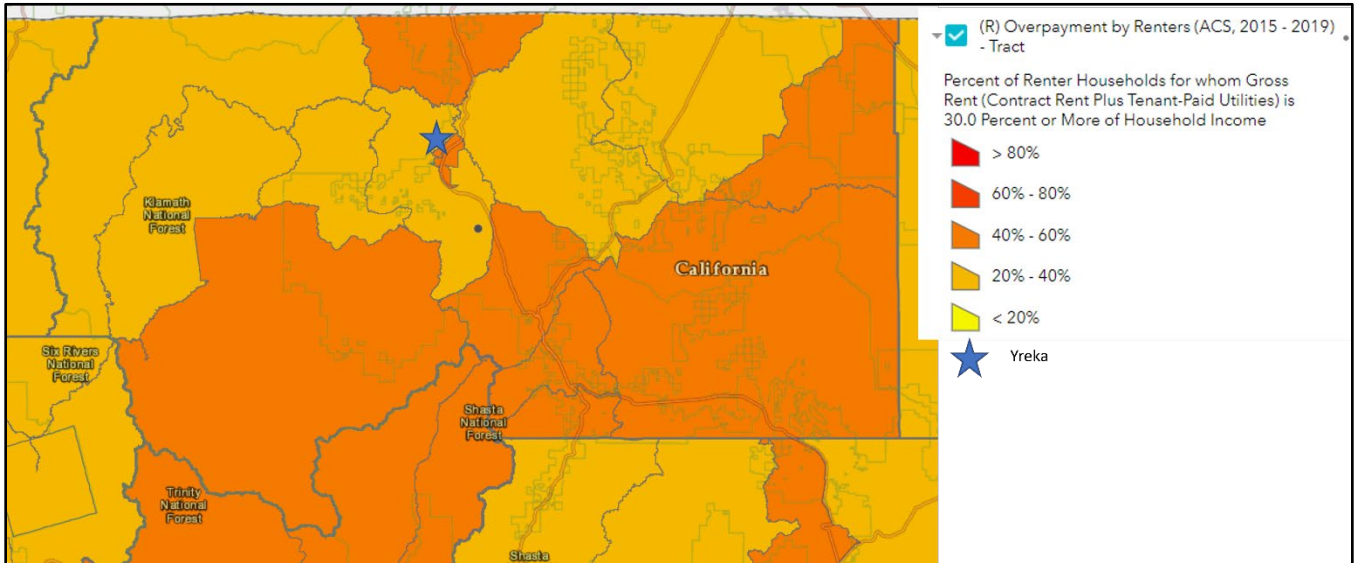 (R) Overpayment by Renters (ACS, 2015 - 2019)
- Tract
Percent of Renter Households for whom Gross
Rent (Contract Rent Plus Tenant-Paid Utilities) is
30.0 Percent or More of Household Income
> 80%
60% - 80%
40% - 60%
20% - 40%
< 20%
Yreka
Klamath
National
Forest
California
Six Rivers
National
Forest
Shasta
National
Forest
Trinity
National
Forest
Shasta